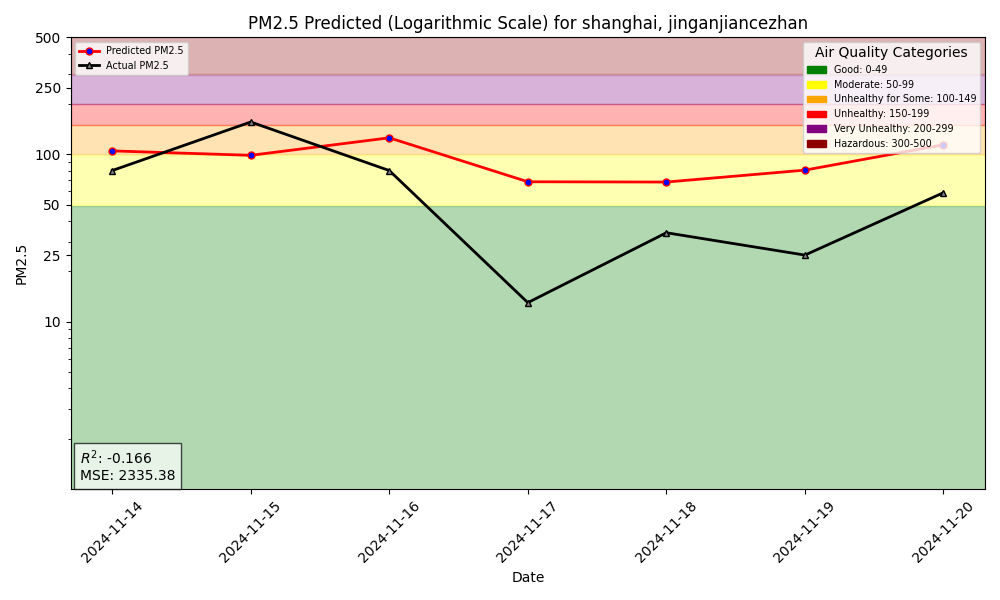 PM2.5 Predicted (Logarithmic Scale) for shanghai, jinganjiancezhan
Predicted PM2.5
Actual PM2.5
Air Quality Categories
Good: 0-49
Moderate: 50-99
Unhealthy for Some: 100-149
Unhealthy: 150-199
Very Unhealthy: 200-299
Hazardous: 300-500
500
250
100
50
25
10
PM2.5
R²: -0.166
MSE: 2335.38
2024-11-14
2024-11-15
2024-11-16
2024-11-17
2024-11-18
2024-11-19
2024-11-20
Date